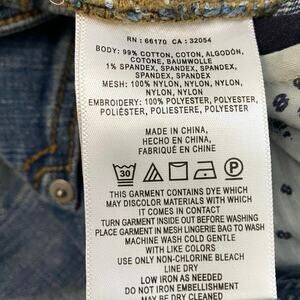 RN : 66170 CA : 32054
BODY: 99% COTTON, COTON, ALGODÓN,
COTONE, BAUMWOLLE
1% SPANDEX, SPANDEX, SPANDEX,
SPANDEX, SPANDEX
MESH: 100% NYLON, NYLON, NYLON,
NYLON, NYLON
EMBROIDERY: 100% POLYESTER, POLYESTER,
POLIÉSTER, POLIESTERE, POLYESTER
MADE IN CHINA,
HECHO EN CHINA,
FABRIQUÉ EN CHINE
30
THIS GARMENT CONTAINS DYE WHICH
MAY DISCOLOR MATERIALS WITH WHICH
IT COMES IN CONTACT
TURN GARMENT INSIDE OUT BEFORE WASHING
PLACE GARMENT IN MESH LINGERIE BAG TO WASH
MACHINE WASH COLD GENTLE
WITH LIKE COLORS
USE ONLY NON-CHLORINE BLEACH
LINE DRY
LOW IRON AS NEEDED
DO NOT IRON EMBELLISHMENT
MAY BE DRY CLEANED